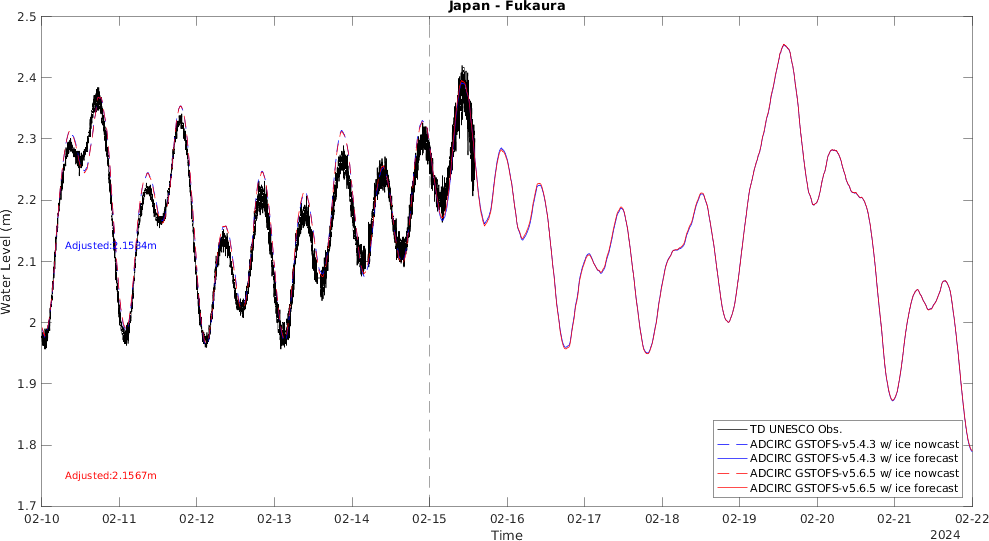 Japan - Fukaura
2.5
2.4
2.3
2.2
2.1
2
1.9
1.8
1.7
Water Level (m)
Adjusted:2.1584m
Adjusted:2.1567m
TD UNESCO Obs.
ADCIRC GSTOFS-v5.4.3 w/ ice nowcast
ADCIRC GSTOFS-v5.4.3 w/ ice forecast
ADCIRC GSTOFS-v5.6.5 w/ ice nowcast
ADCIRC GSTOFS-v5.6.5 w/ ice forecast
02-10 02-11 02-12 02-13 02-14 02-15 02-16 02-17 02-18 02-19 02-20 02-21 02-22
Time
2024